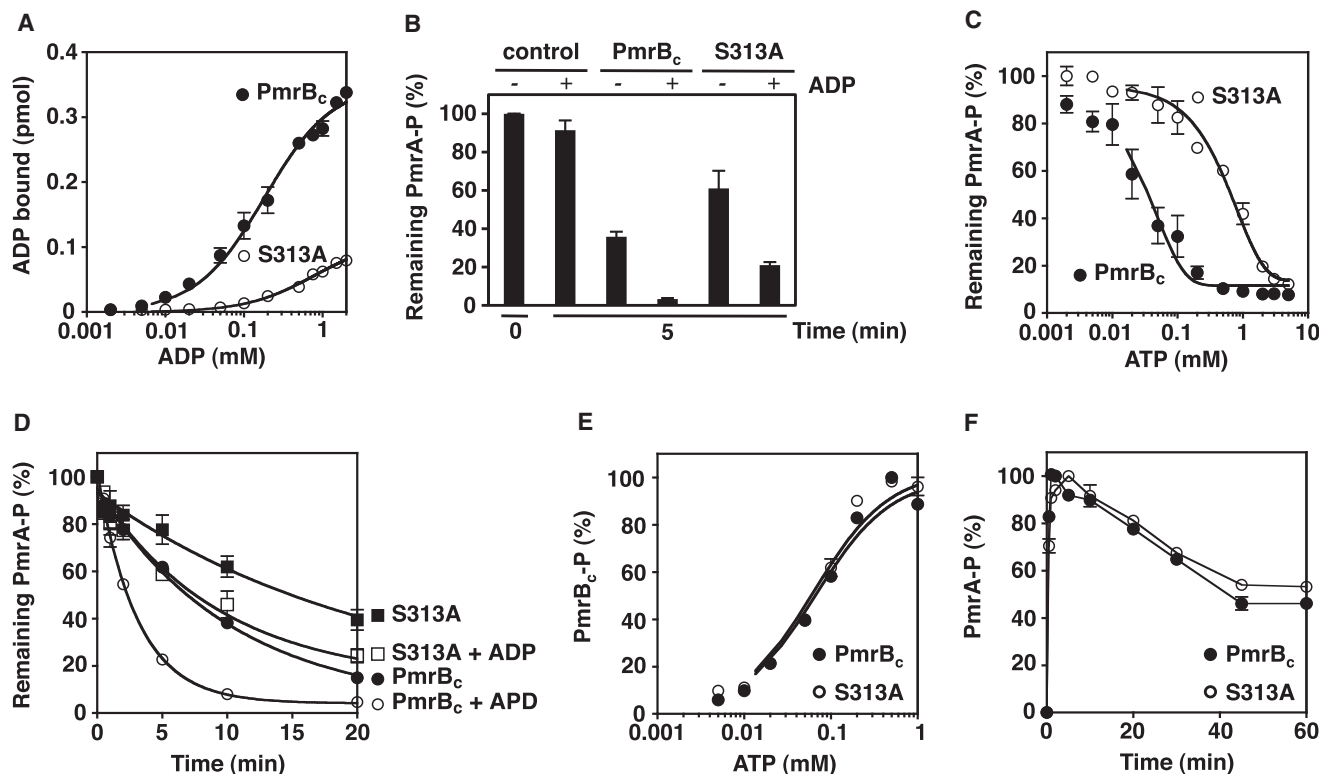 A
ADP bound (pmol)
0.4
0.3
0.2
0.1
0
PmrBc
S313A
0.001 0.01 0.1 1
ADP (mM)
B
control PmrBc S313A
- + - + - + ADP
Remaining PmrA-P (%)
100
80
60
40
20
0
0 5 Time (min)
C
Remaining PmrA-P (%)
100
80
60
40
20
0
S313A
PmrBc
0.001 0.01 0.1 1 10
ATP (mM)
D
Remaining PmrA-P (%)
100
80
60
40
20
0
S313A
S313A + ADP
PmrBc
PmrBc + APD
0 5 10 15 20
Time (min)
E
PmrBc-P (%)
100
80
60
40
20
0
PmrBc
S313A
0.001 0.01 0.1 1
ATP (mM)
F
PmrA-P (%)
100
80
60
40
20
0
PmrBc
S313A
0 20 40 60
Time (min)